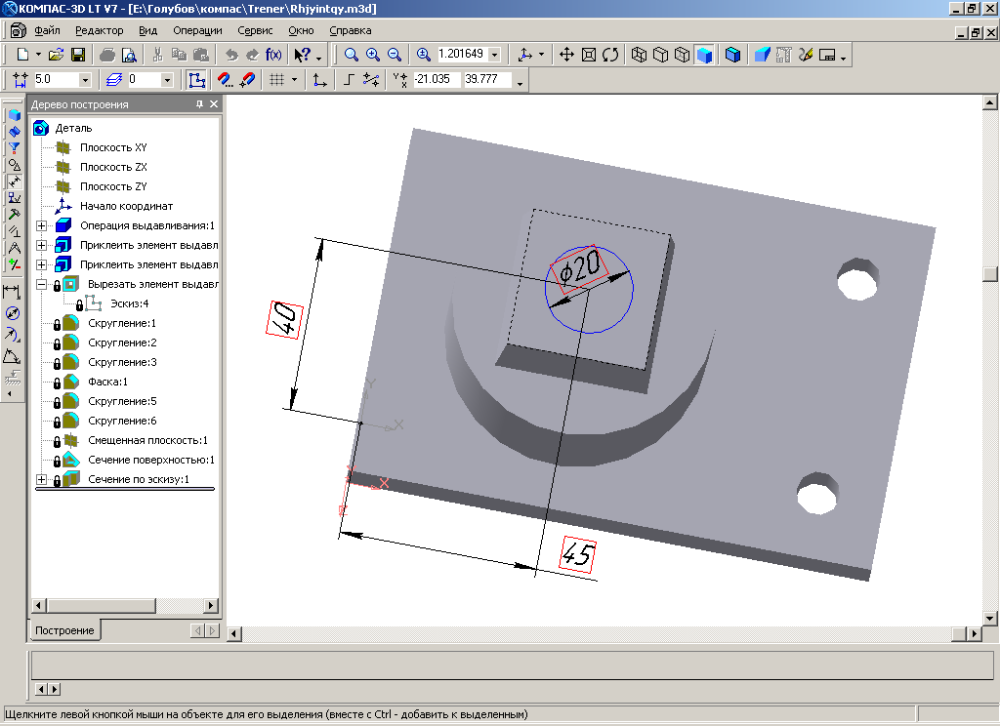 КОМПАС-3D LT V7 - [E:\Голубов\компас\Trener\Rhjyintqy.m3d]
Файл Редактор Вид Операции Сервис Окно Справка
1.201649
5.0 0 -21.035 39.777
Дерево построения
Деталь
Плоскость XY
Плоскость ZX
Плоскость ZY
Начало координат
Операция выдавливания:1
Приклеить элемент выдавл
Приклеить элемент выдавл
Вырезать элемент выдавл
Эскиз:4
Скругление:1
Скругление:2
Скругление:3
Фаска:1
Скругление:5
Скругление:6
Смещенная плоскость:1
Сечение поверхностью:1
Сечение по эскизу:1
ϕ20
40
Y
X
X
45
Построение
Щелкните левой кнопкой мыши на объекте для его выделения (вместе с Ctrl - добавить к выделенным)